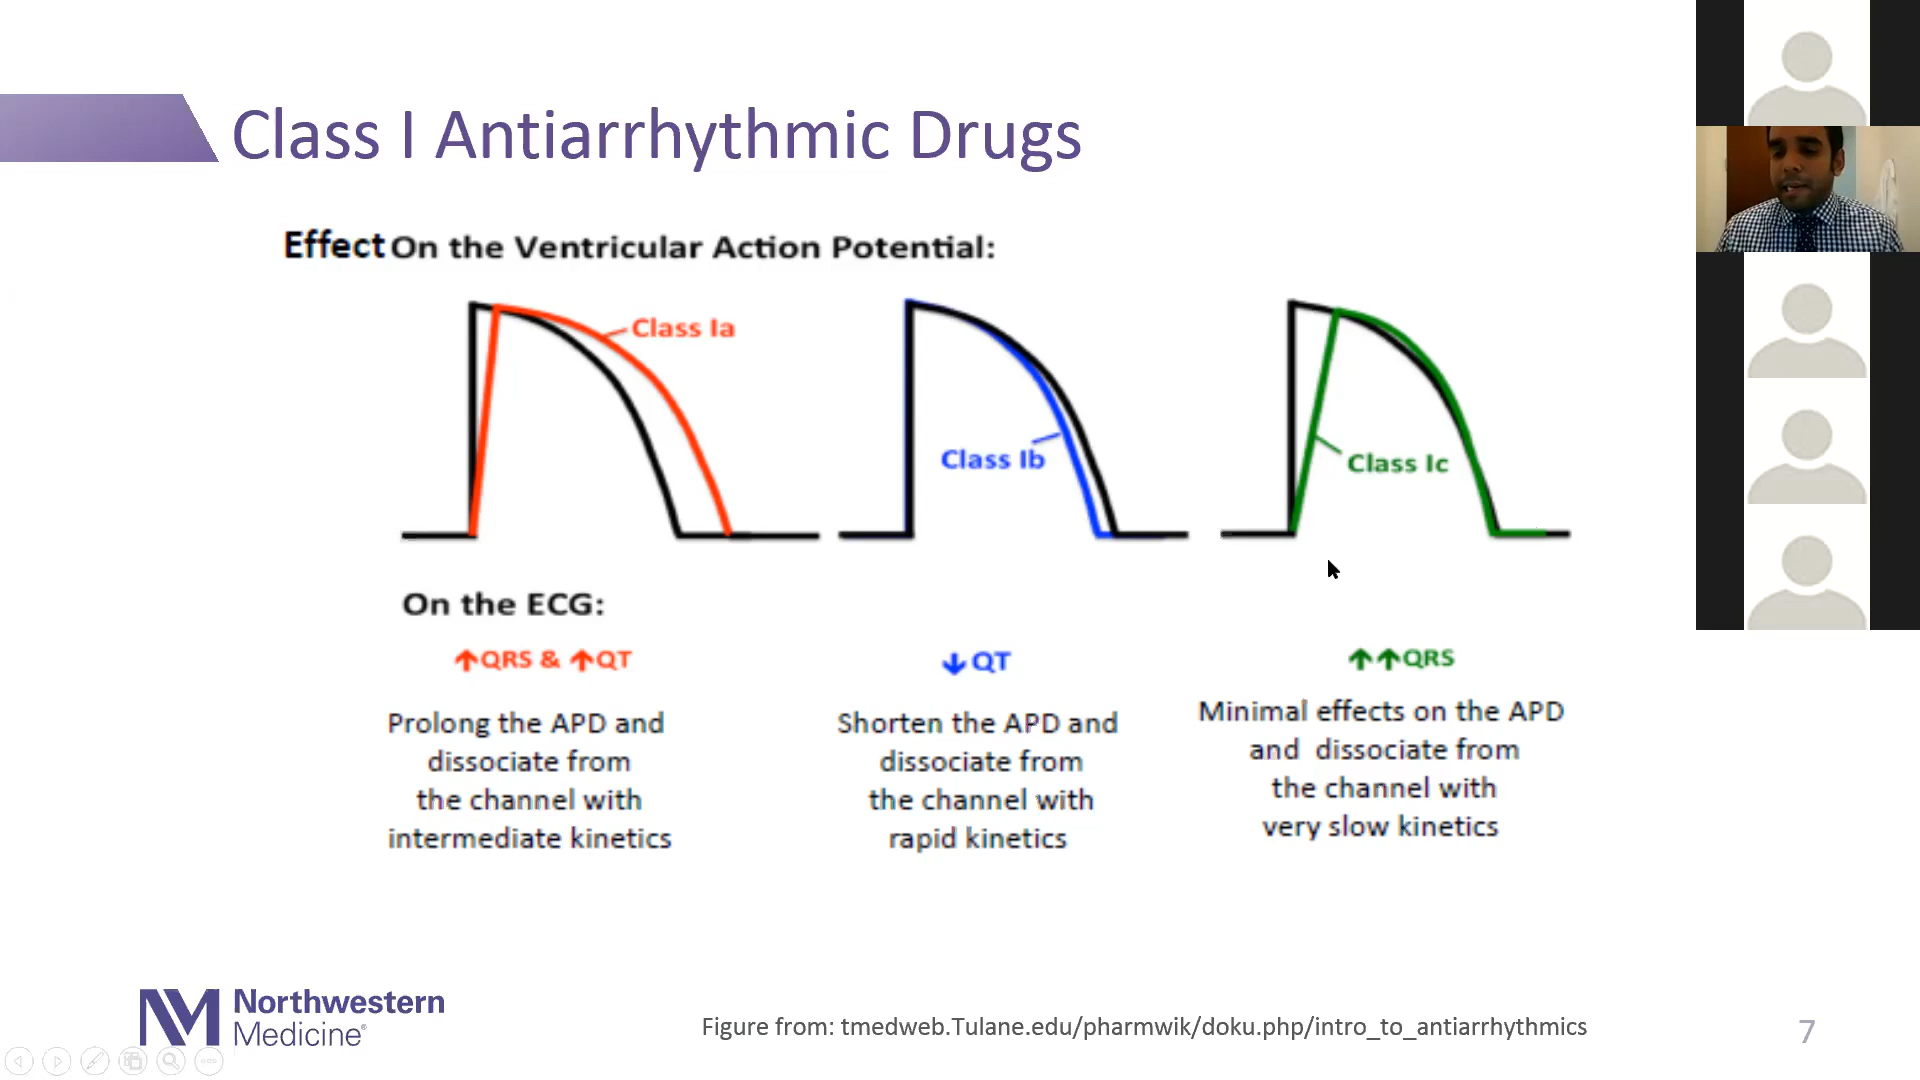 Class I Antiarrhythmic Drugs
Effect On the Ventricular Action Potential:
Class Ia
Class Ib
Class Ic
On the ECG:
↑QRS & ↑QT
Prolong the APD and
dissociate from
the channel with
intermediate kinetics
↓ QT
Shorten the APD and
dissociate from
the channel with
rapid kinetics
↑↑QRS
Minimal effects on the APD
and dissociate from
the channel with
very slow kinetics
NM Northwestern
Medicine®
Figure from: tmedweb.Tulane.edu/pharmwik/doku.php/intro_to_antiarrhythmics
7